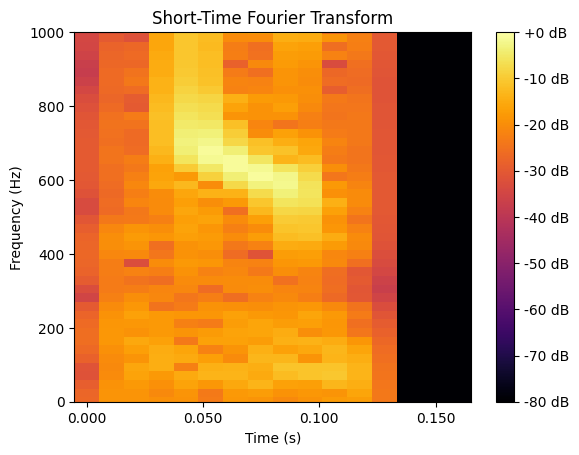 Short-Time Fourier Transform
1000
800
600
400
200
0
Frequency (Hz)
0.000
0.050
0.100
0.150
Time (s)
+0 dB
-10 dB
-20 dB
-30 dB
-40 dB
-50 dB
-60 dB
-70 dB
-80 dB